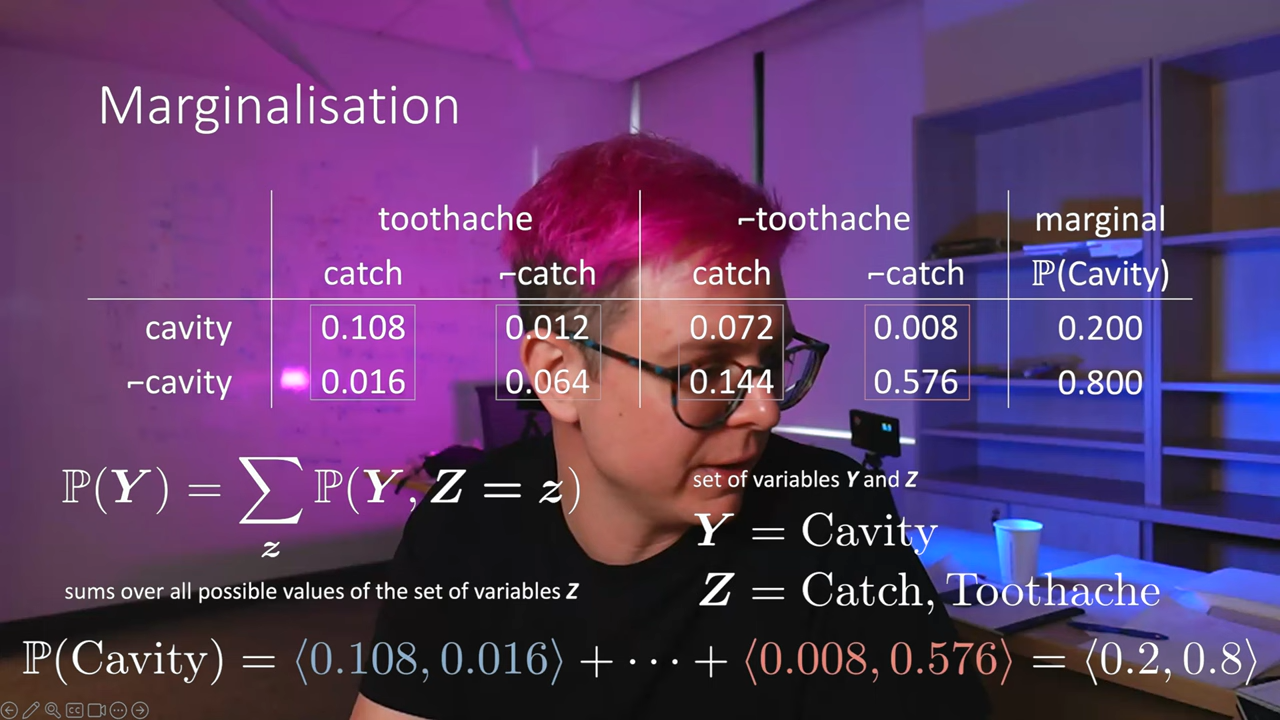 Marginalisation
toothache ¬toothache marginal
catch ¬catch catch ¬catch ℙ(Cavity)
cavity 0.108 0.012 0.072 0.008 0.200
¬cavity 0.016 0.064 0.144 0.576 0.800
ℙ(Y) = ∑ ℙ(Y, Z = z)
z
set of variables Y and Z
Y = Cavity
Z = Catch, Toothache
sums over all possible values of the set of variables Z
ℙ(Cavity) = ⟨0.108, 0.016⟩ + ⋯ + ⟨0.008, 0.576⟩ = ⟨0.2, 0.8⟩